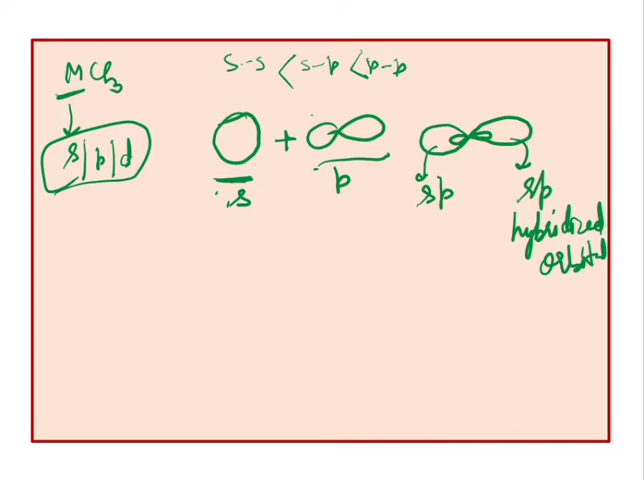 s-s < s-p < p-p
MCl3
s|p|d
+
s
p
sp
sp
hybridized
orbital